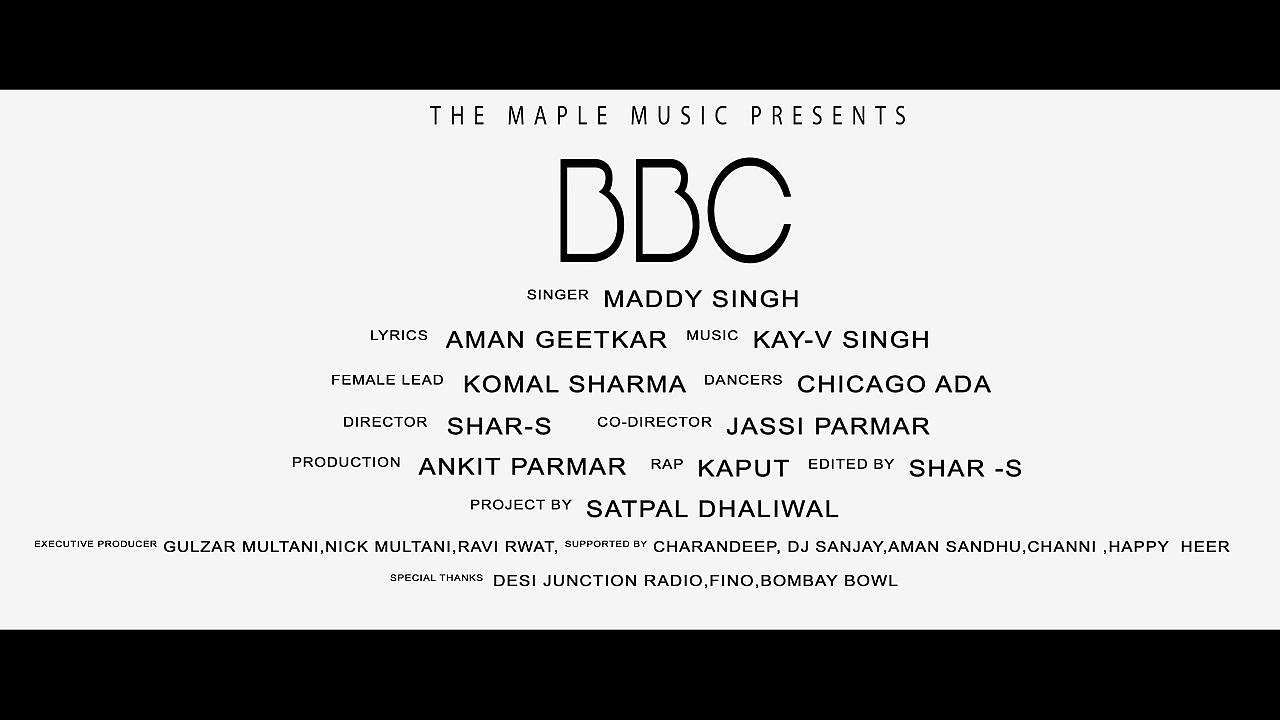 THE MAPLE MUSIC PRESENTS
BBC
SINGER MADDY SINGH
LYRICS AMAN GEETKAR MUSIC KAY-V SINGH
FEMALE LEAD KOMAL SHARMA DANCERS CHICAGO ADA
DIRECTOR SHAR-S CO-DIRECTOR JASSI PARMAR
PRODUCTION ANKIT PARMAR RAP KAPUT EDITED BY SHAR -S
PROJECT BY SATPAL DHALIWAL
EXECUTIVE PRODUCER GULZAR MULTANI,NICK MULTANI,RAVI RWAT, SUPPORTED BY CHARANDEEP, DJ SANJAY,AMAN SANDHU,CHANNI ,HAPPY HEER
SPECIAL THANKS DESI JUNCTION RADIO,FINO,BOMBAY BOWL